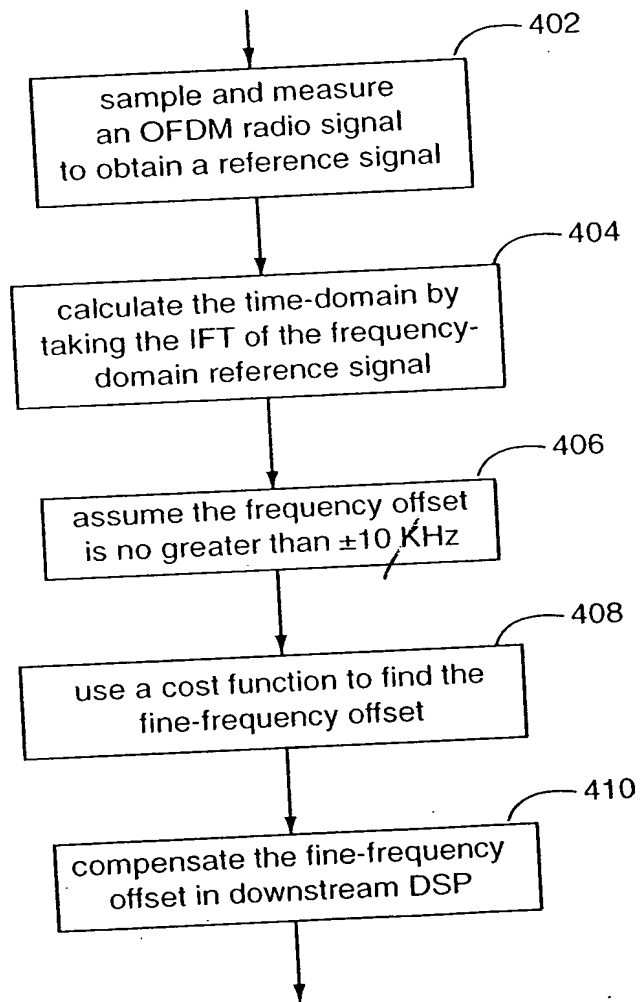 402
sample and measure
an OFDM radio signal
to obtain a reference signal
404
calculate the time-domain by
taking the IFT of the frequency-
domain reference signal
406
assume the frequency offset
is no greater than ±10 KHz
408
use a cost function to find the
fine-frequency offset
410
compensate the fine-frequency
offset in downstream DSP